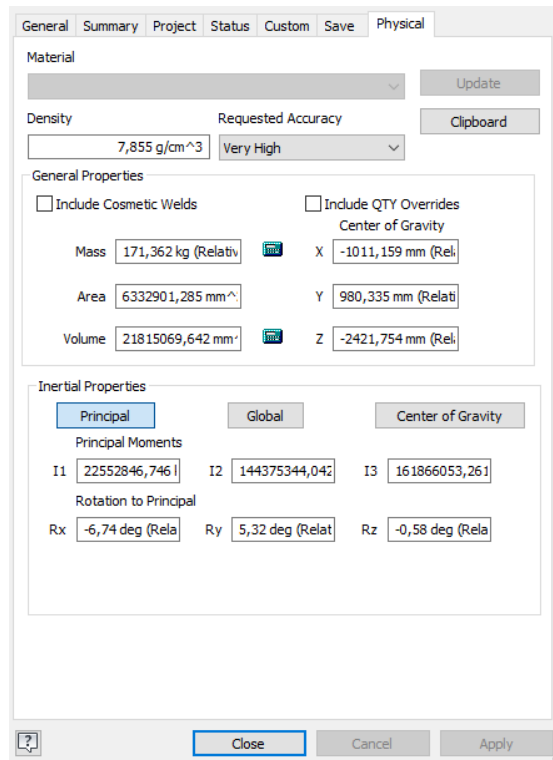 General Summary Project Status Custom Save Physical
Material
Update
Density Requested Accuracy
Clipboard
7,855 g/cm^3 Very High
General Properties
Include Cosmetic Welds Include QTY Overrides
Center of Gravity
Mass 171,362 kg (Relativ X -1011,159 mm (Rel
Area 6332901,285 mm^ Y 980,335 mm (Relati
Volume 21815069,642 mm Z -2421,754 mm (Rel
Inertial Properties
Principal Global Center of Gravity
Principal Moments
I1 22552846,746 I2 144375344,042 I3 161866053,261
Rotation to Principal
Rx -6,74 deg (Rela Ry 5,32 deg (Relat Rz -0,58 deg (Rela
? Close Cancel Apply